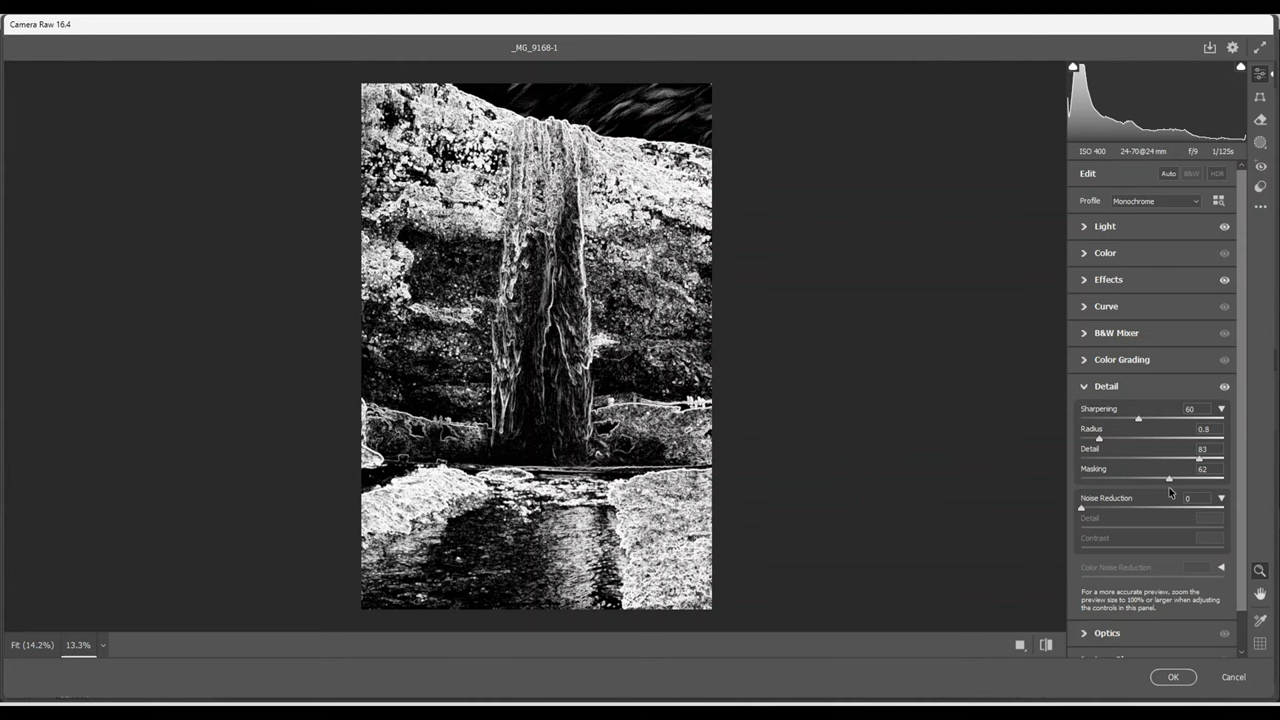 Camera Raw 16.4
_MG_9168-1
ISO 400 24-70@24 mm f/9 1/125s
Edit Auto B&W HDR
Profile Monochrome
Light
Color
Effects
Curve
B&W Mixer
Color Grading
Detail
Sharpening 60
Radius 0.8
Detail 83
Masking 62
Noise Reduction 0
Detail
Contrast
Color Noise Reduction
For a more accurate preview, zoom the
preview size to 100% or larger when adjusting
the controls in this panel.
Optics
Fit (14.2%) 13.3%
OK Cancel